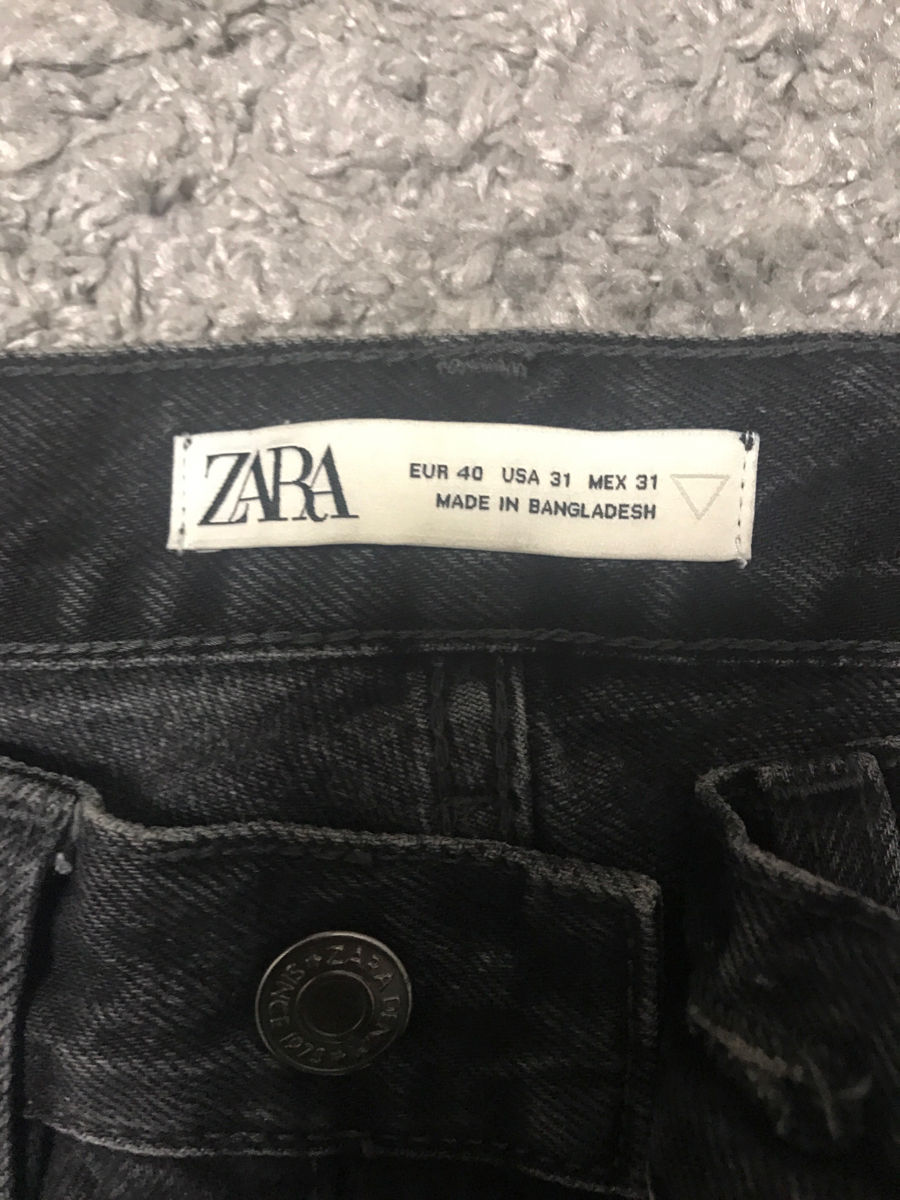 ZARA
EUR 40 USA 31 MEX 31
MADE IN BANGLADESH
ZARA
SINCE 1975